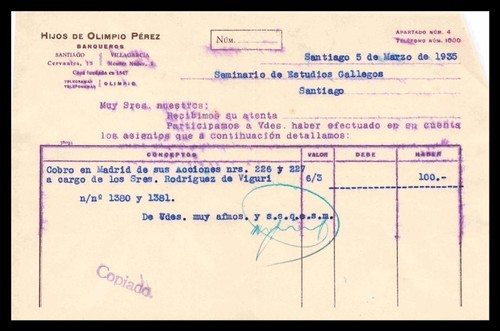 HIJOS DE OLIMPIO PÉREZ
BANQUEROS
SANTIAGO VILLAGARCÍA
Casa fundada en 1847
TELEGRAMAS
TELEFONEMAS OLIMPIO
NÚM.
APARTADO NÚM. 4
TELÉFONO NÚM. 1000
Santiago 5 de Marzo de 1935
Seminario de Estudios Gallegos
Santiago
Muy Sres. nuestros:
Recibimos su atenta
Participamos a Vdes. haber efectuado en su cuenta
los asientos que a continuación detallamos:
CONCEPTOS VALOR DEBE HABER
Cobro en Madrid de sus Acciones nrs. 226 y 227
a cargo de los Sres. Rodriguez de Viguri 6/3 100.-
n/nº 1380 y 1381.
De Vdes. muy afmos. y s.s.q.e.s.m.
Copiado.